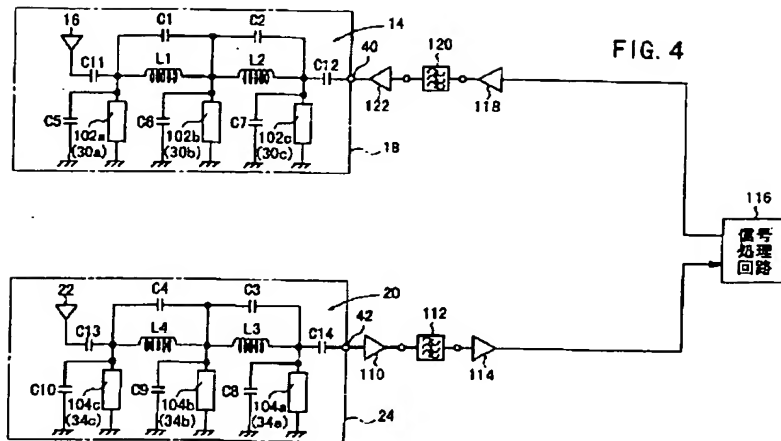 FIG. 4
16
C1
C2
14
C11
L1
L2
C12
40
122
120
118
C5
C6
C7
102a
(30a)
102b
(30b)
102c
(30c)
18
116
信号
処理
回路
22
C4
C3
20
C13
L4
L3
C14
42
110
112
114
C10
C9
C8
104c
(34c)
104b
(34b)
104a
(34a)
24